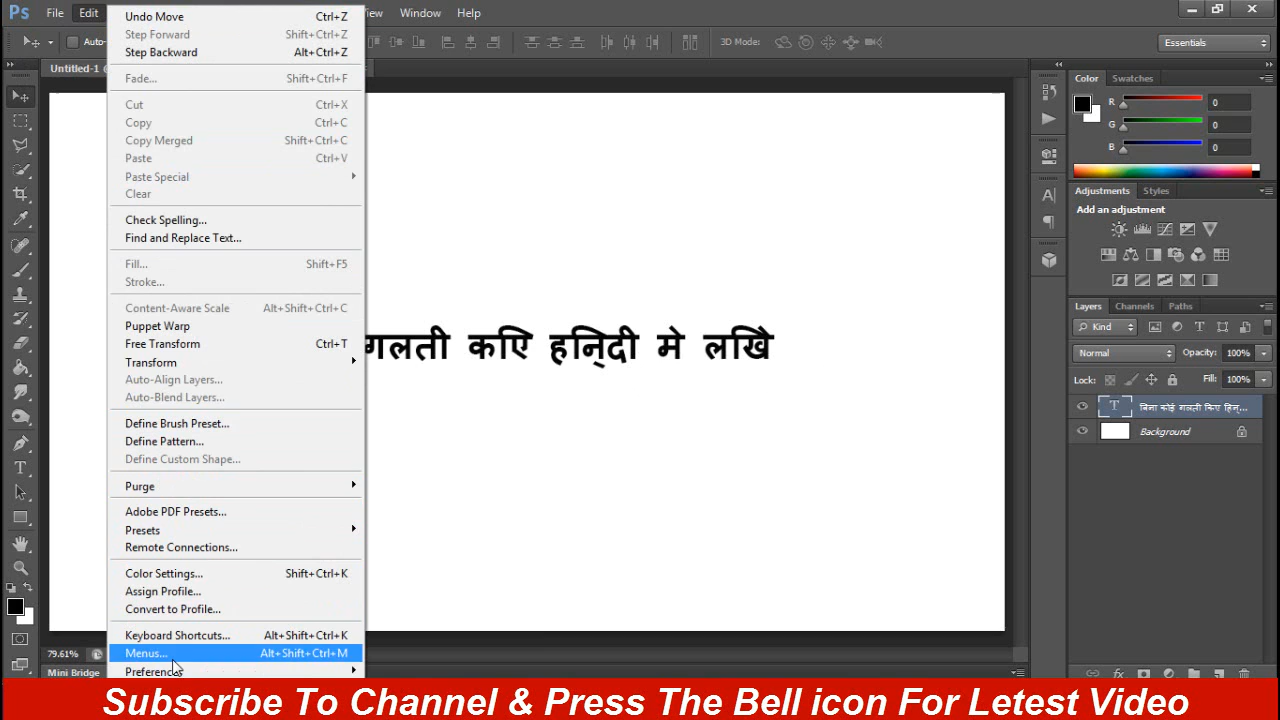 Ps File Edit View Window Help
Undo Move Ctrl+Z
Step Forward Shift+Ctrl+Z
Step Backward Alt+Ctrl+Z
Fade... Shift+Ctrl+F
Cut Ctrl+X
Copy Ctrl+C
Copy Merged Shift+Ctrl+C
Paste Ctrl+V
Paste Special
Clear
Check Spelling...
Find and Replace Text...
Fill... Shift+F5
Stroke...
Content-Aware Scale Alt+Shift+Ctrl+C
Puppet Warp
Free Transform Ctrl+T
Transform
Auto-Align Layers...
Auto-Blend Layers...
Define Brush Preset...
Define Pattern...
Define Custom Shape...
Purge
Adobe PDF Presets...
Presets
Remote Connections...
Color Settings... Shift+Ctrl+K
Assign Profile...
Convert to Profile...
Keyboard Shortcuts... Alt+Shift+Ctrl+K
Menus... Alt+Shift+Ctrl+M
Preferences
Auto-
3D Mode:
Essentials
Untitled-1 @
गलती किए हिन्दी मे लिखे
79.61%
Mini Bridge
Color Swatches
R 0
G 0
B 0
Adjustments Styles
Add an adjustment
Layers Channels Paths
Kind
Normal Opacity: 100%
Lock: Fill: 100%
T बिना कोई गलती किए हिन्...
Background
Subscribe To Channel & Press The Bell icon For Letest Video